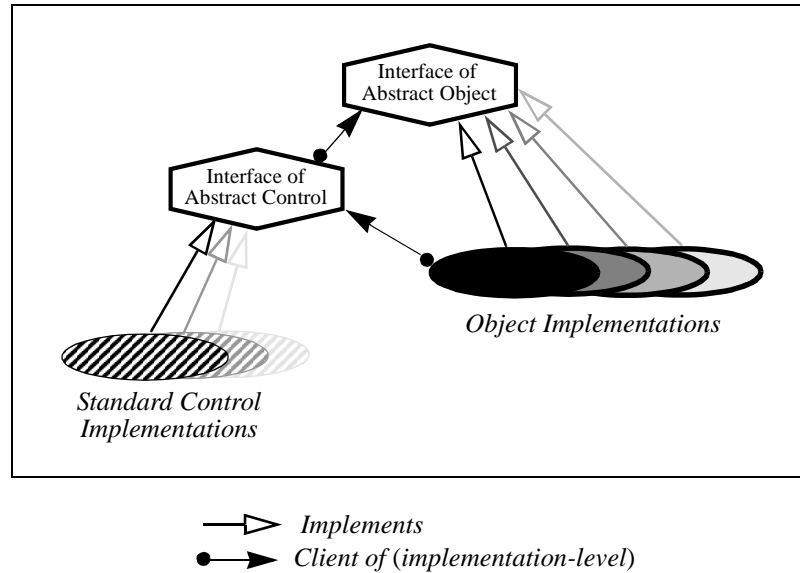 Interface of
Abstract Object
Interface of
Abstract Control
Object Implementations
Standard Control
Implementations
Implements
Client of (implementation-level)